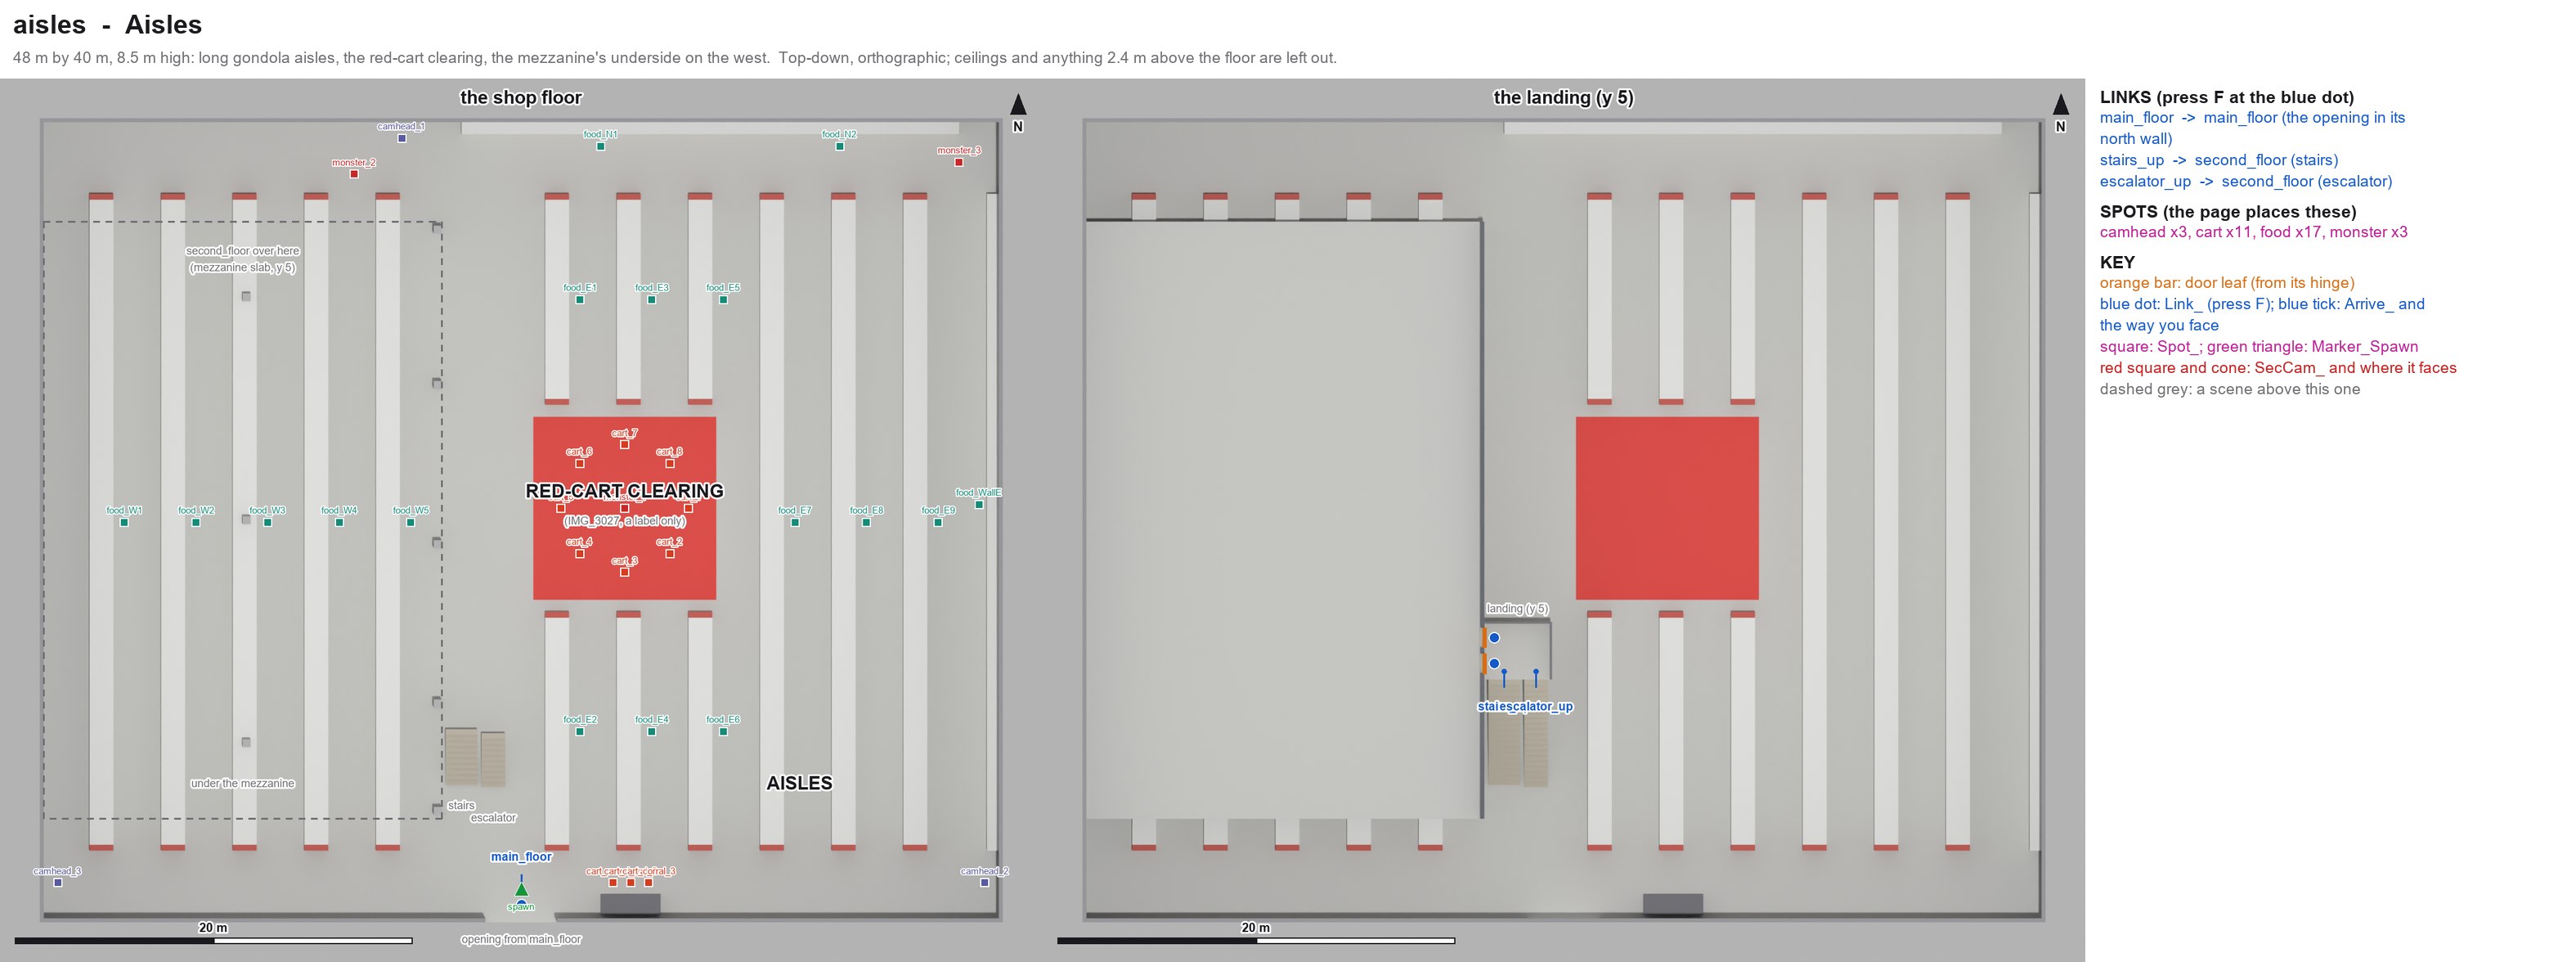 aisles - Aisles
48 m by 40 m, 8.5 m high: long gondola aisles, the red-cart clearing, the mezzanine's underside on the west. Top-down, orthographic; ceilings and anything 2.4 m above the floor are left out.
the shop floor
N
camhead_1
food_N1
food_N2
monster_2
monster_3
second_floor over here
(mezzanine slab, y 5)
food_E1
food_E3
food_E5
cart_7
cart_6
cart_8
RED-CART CLEARING
(IMG_3027, a label only)
food_WallE
food_W1
food_W2
food_W3
food_W4
food_W5
food_E7
food_E8
food_E9
cart_4
cart_2
cart_3
food_E2
food_E4
food_E6
under the mezzanine
AISLES
stairs
escalator
main_floor
camhead_3
corral_3
camhead_2
spawn
20 m
opening from main_floor
the landing (y 5)
N
landing (y 5)
escalator_up
20 m
LINKS (press F at the blue dot)
main_floor -> main_floor (the opening in its
north wall)
stairs_up -> second_floor (stairs)
escalator_up -> second_floor (escalator)
SPOTS (the page places these)
camhead x3, cart x11, food x17, monster x3
KEY
orange bar: door leaf (from its hinge)
blue dot: Link_ (press F); blue tick: Arrive_ and
the way you face
square: Spot_; green triangle: Marker_Spawn
red square and cone: SecCam_ and where it faces
dashed grey: a scene above this one